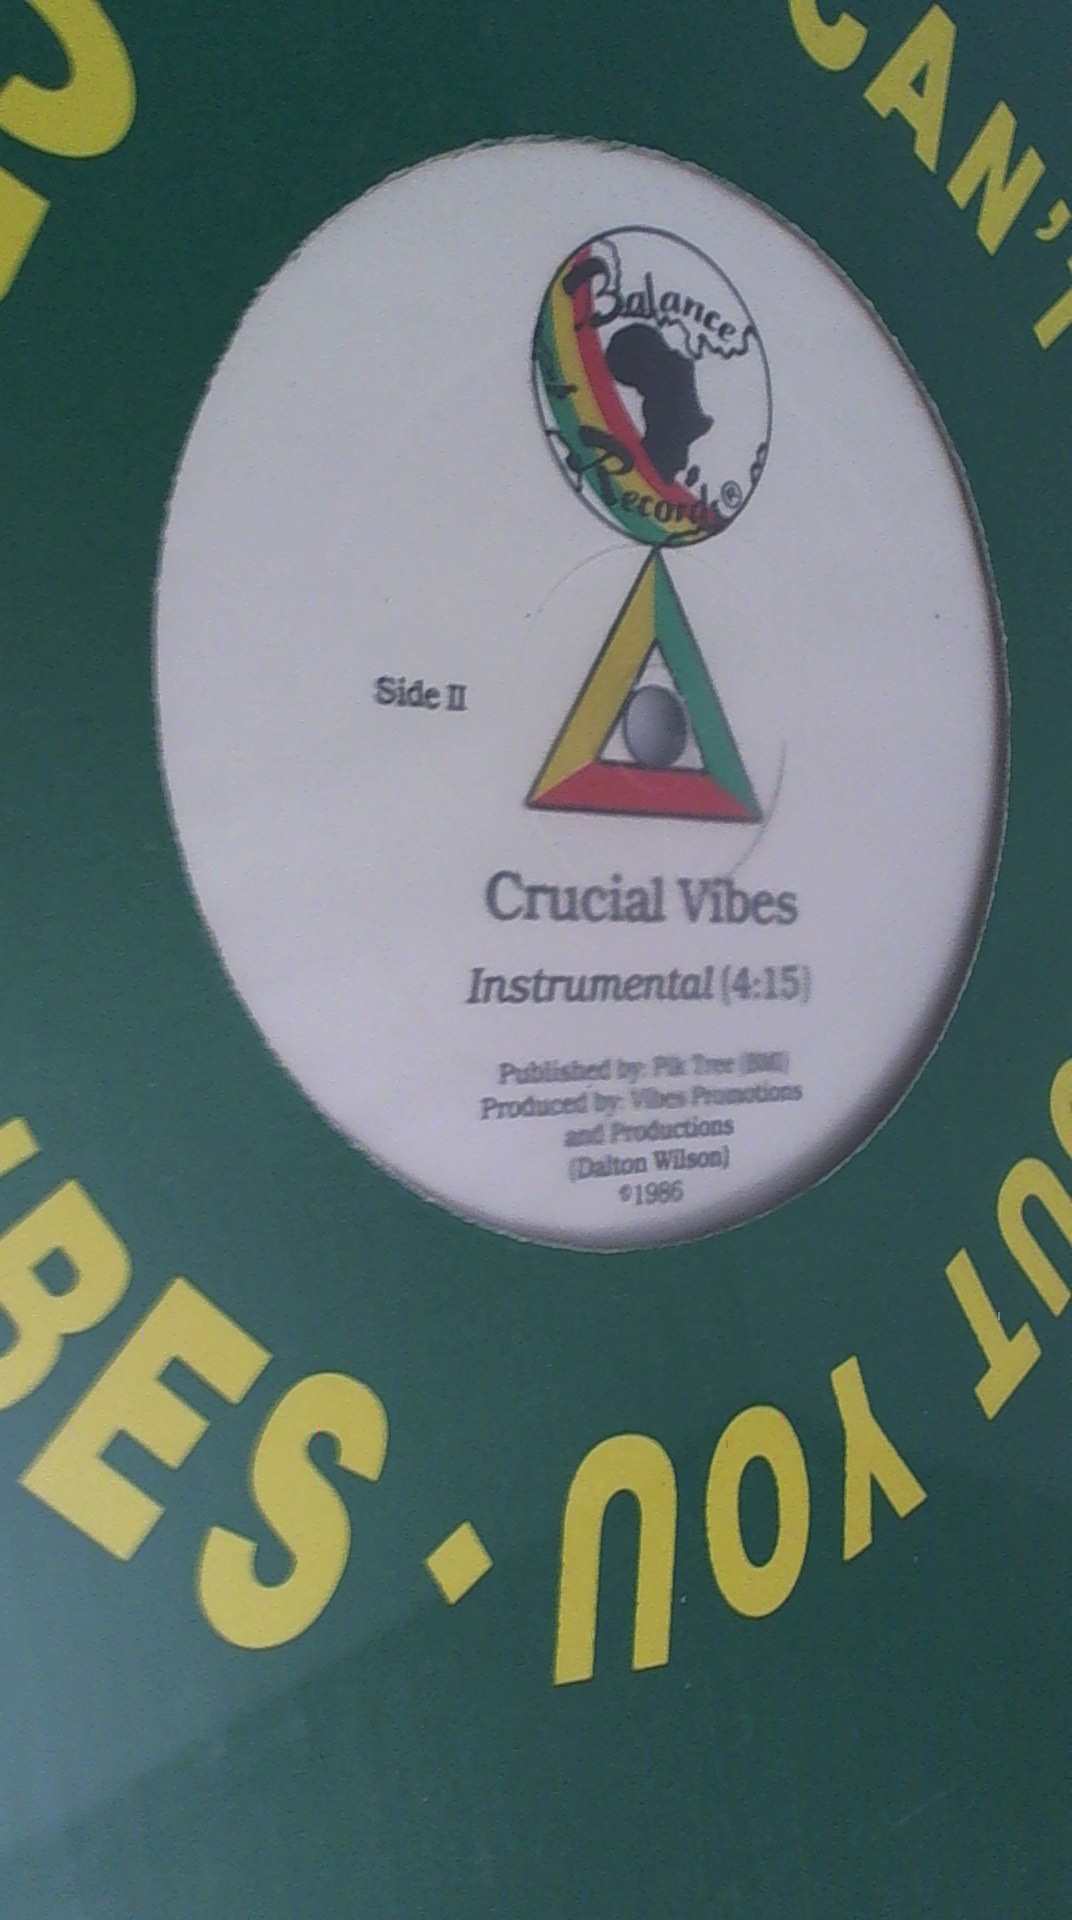 CAN'T
Balance
Records®
Side II
Crucial Vibes
Instrumental (4:15)
Published by: Pik Tree (BMI)
Produced by: Vibes Promotions
and Productions
(Dalton Wilson)
©1986
IBES · YOU
UT